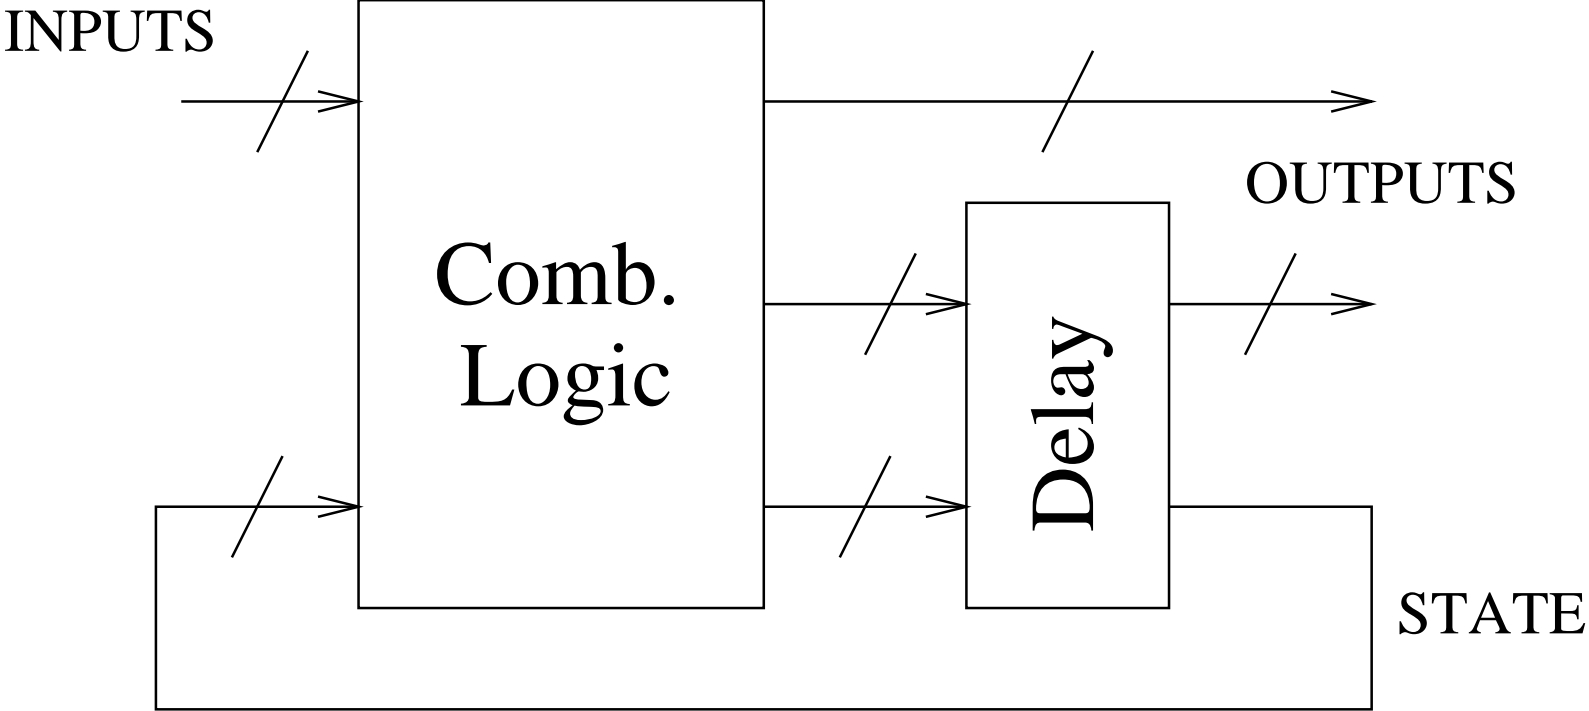 INPUTS
OUTPUTS
Comb.
Logic
Delay
STATE